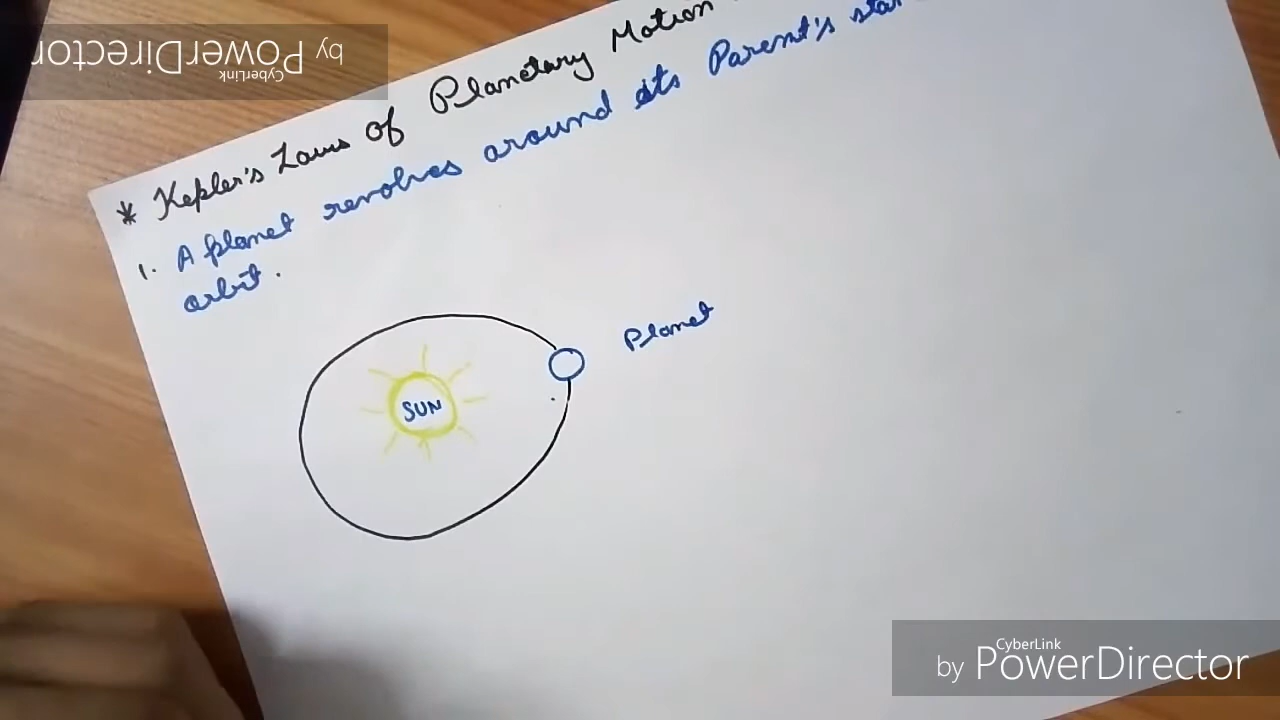 * Kepler's Laws of Planetary Motion
1. A planet revolves around its Parent's star
orbit.
Planet
SUN
by PowerDirector
CyberLink
CyberLink
by PowerDirector